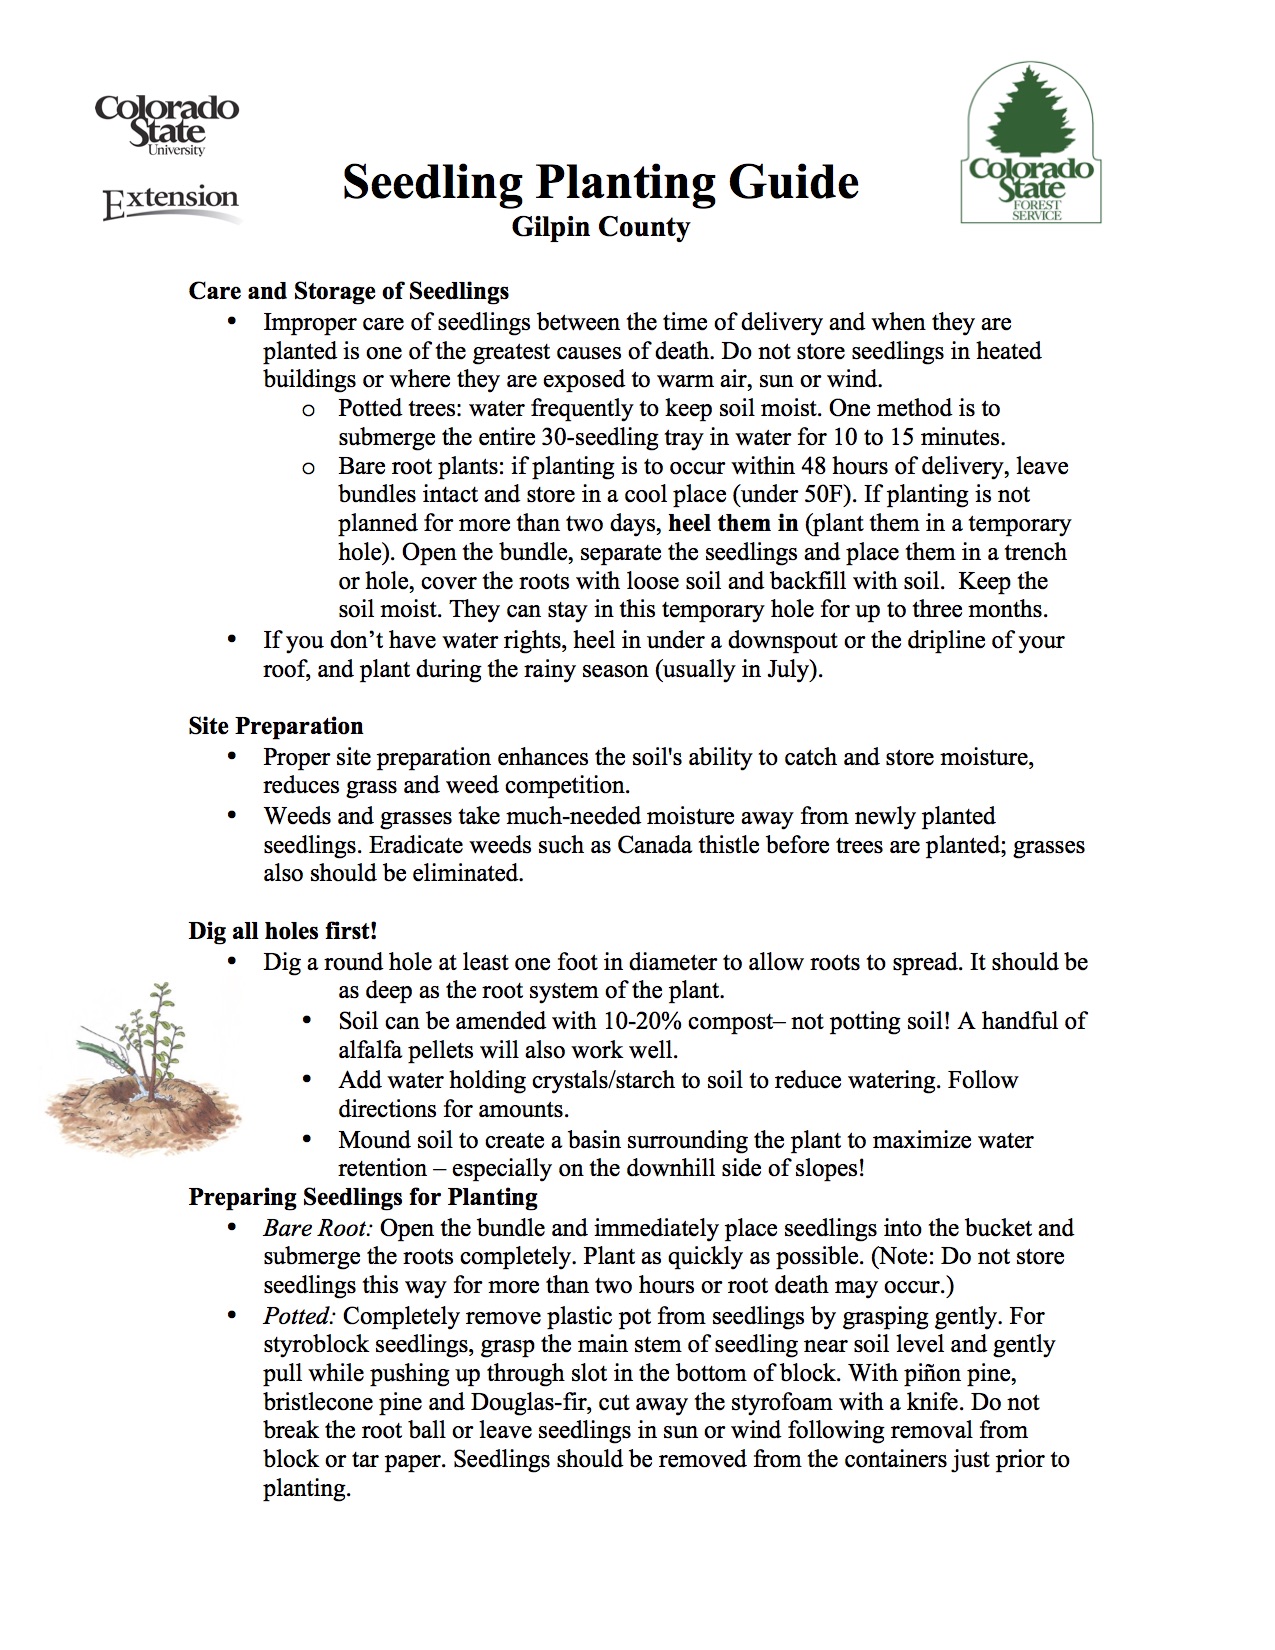 Colorado
State
University
Extension
Colorado
State
FOREST
SERVICE
Seedling Planting Guide
Gilpin County
Care and Storage of Seedlings
• Improper care of seedlings between the time of delivery and when they are
planted is one of the greatest causes of death. Do not store seedlings in heated
buildings or where they are exposed to warm air, sun or wind.
o Potted trees: water frequently to keep soil moist. One method is to
submerge the entire 30-seedling tray in water for 10 to 15 minutes.
o Bare root plants: if planting is to occur within 48 hours of delivery, leave
bundles intact and store in a cool place (under 50F). If planting is not
planned for more than two days, heel them in (plant them in a temporary
hole). Open the bundle, separate the seedlings and place them in a trench
or hole, cover the roots with loose soil and backfill with soil. Keep the
soil moist. They can stay in this temporary hole for up to three months.
• If you don’t have water rights, heel in under a downspout or the dripline of your
roof, and plant during the rainy season (usually in July).
Site Preparation
• Proper site preparation enhances the soil's ability to catch and store moisture,
reduces grass and weed competition.
• Weeds and grasses take much-needed moisture away from newly planted
seedlings. Eradicate weeds such as Canada thistle before trees are planted; grasses
also should be eliminated.
Dig all holes first!
• Dig a round hole at least one foot in diameter to allow roots to spread. It should be
as deep as the root system of the plant.
• Soil can be amended with 10-20% compost– not potting soil! A handful of
alfalfa pellets will also work well.
• Add water holding crystals/starch to soil to reduce watering. Follow
directions for amounts.
• Mound soil to create a basin surrounding the plant to maximize water
retention – especially on the downhill side of slopes!
Preparing Seedlings for Planting
• Bare Root: Open the bundle and immediately place seedlings into the bucket and
submerge the roots completely. Plant as quickly as possible. (Note: Do not store
seedlings this way for more than two hours or root death may occur.)
• Potted: Completely remove plastic pot from seedlings by grasping gently. For
styroblock seedlings, grasp the main stem of seedling near soil level and gently
pull while pushing up through slot in the bottom of block. With piñon pine,
bristlecone pine and Douglas-fir, cut away the styrofoam with a knife. Do not
break the root ball or leave seedlings in sun or wind following removal from
block or tar paper. Seedlings should be removed from the containers just prior to
planting.